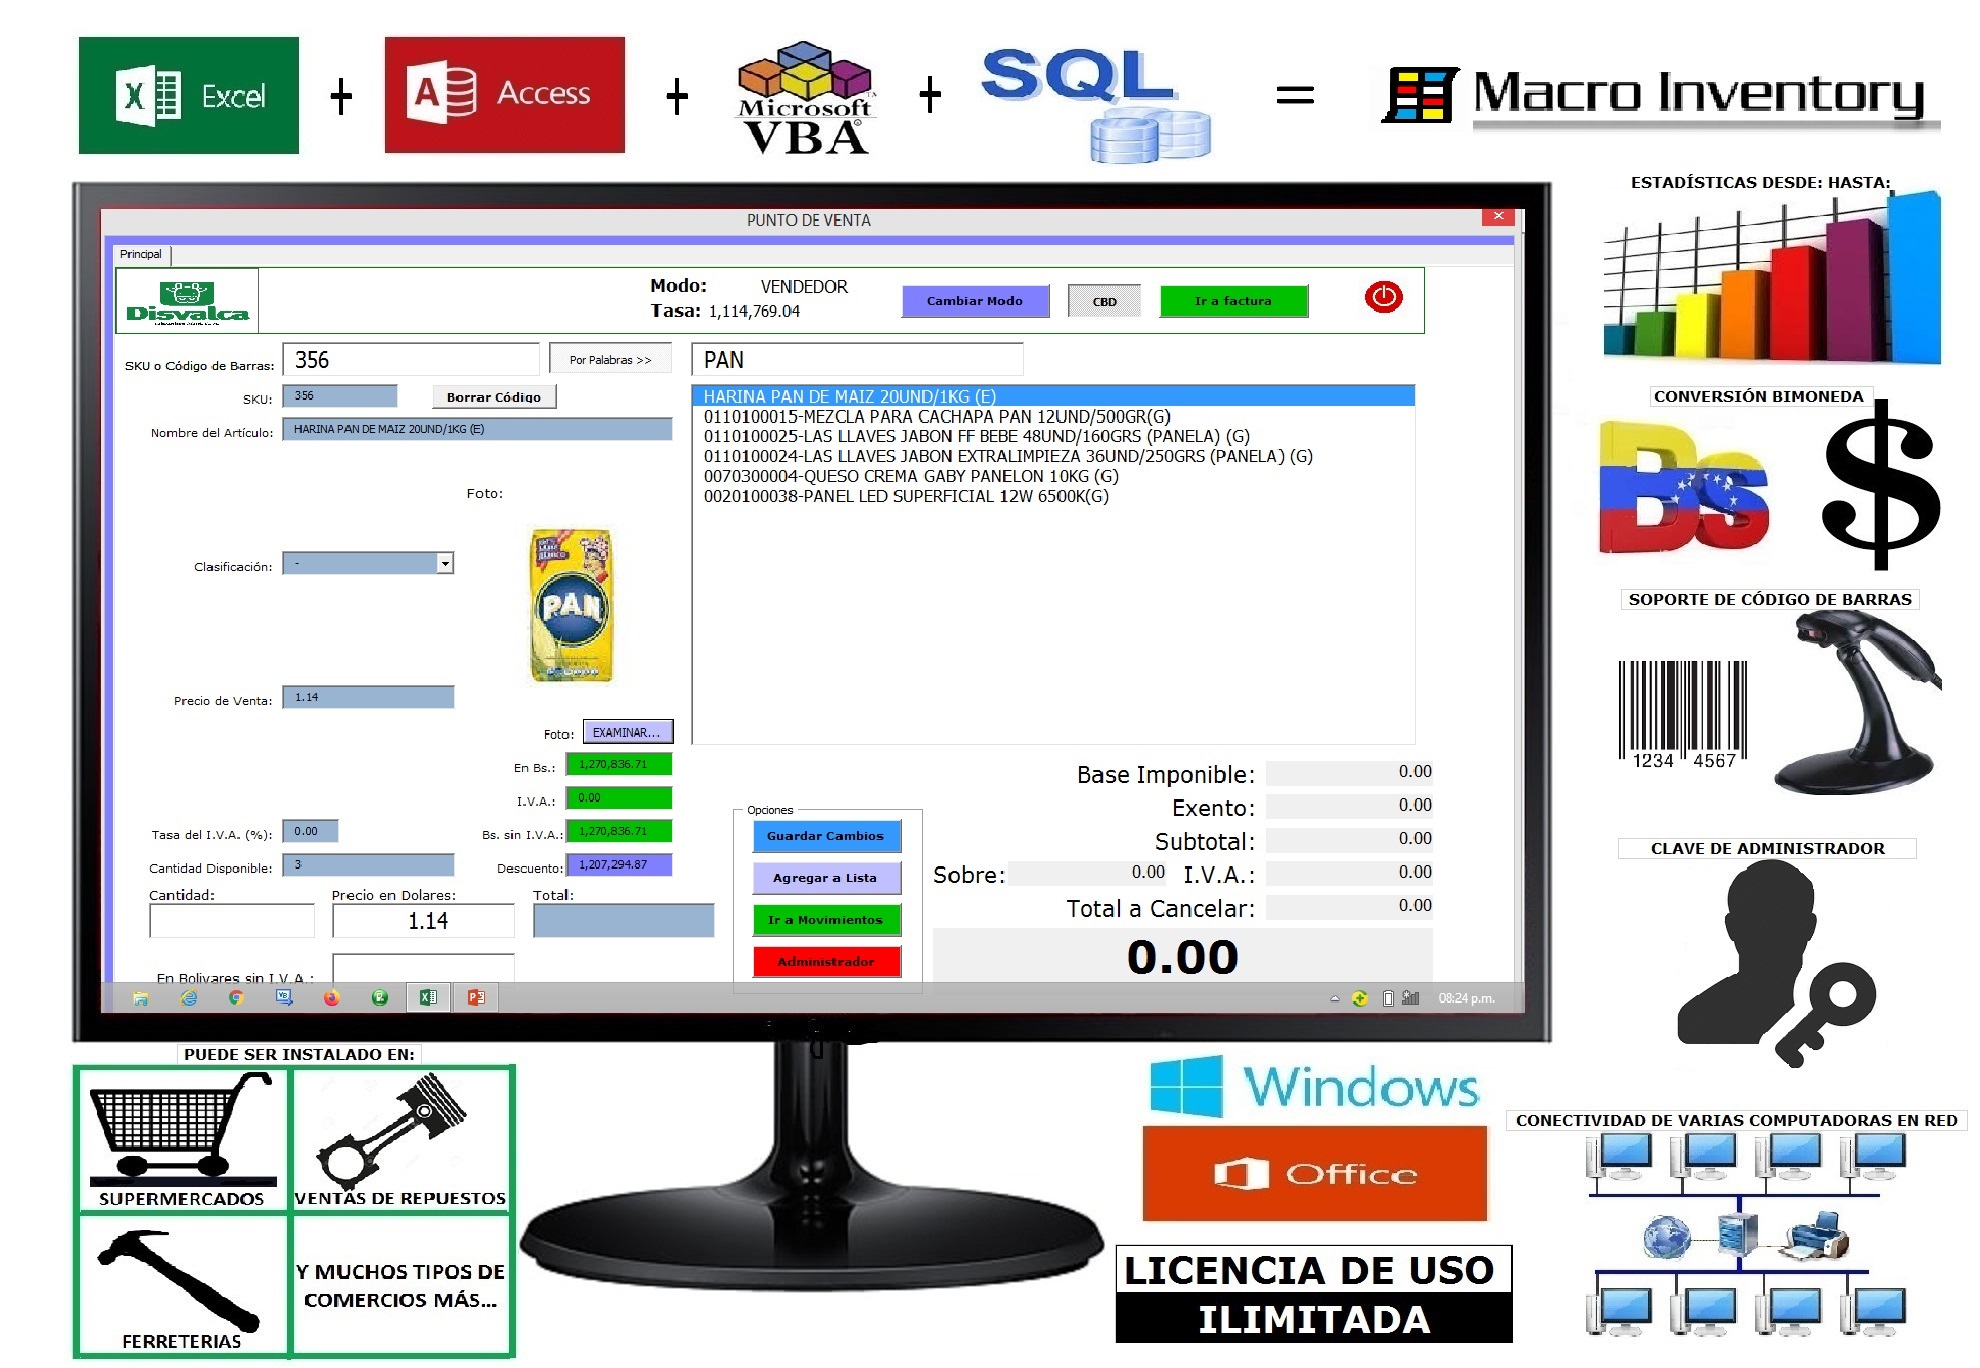 Excel + Access + Microsoft VBA + SQL = Macro Inventory
PUNTO DE VENTA
Principal
Disvalca
Modo: VENDEDOR
Tasa: 1,114,769.04
Cambiar Modo
CBD
Ir a factura
SKU o Código de Barras: 356
Por Palabras >>
PAN
SKU: 356
Borrar Código
Nombre del Artículo: HARINA PAN DE MAIZ 20UND/1KG (E)
HARINA PAN DE MAIZ 20UND/1KG (E)
0110100015-MEZCLA PARA CACHAPA PAN 12UND/500GR(G)
0110100025-LAS LLAVES JABON FF BEBE 48UND/160GRS (PANELA) (G)
0110100024-LAS LLAVES JABON EXTRALIMPIEZA 36UND/250GRS (PANELA) (G)
0070300004-QUESO CREMA GABY PANELON 10KG (G)
0020100038-PANEL LED SUPERFICIAL 12W 6500K(G)
Foto:
PAN
Clasificación: -
Precio de Venta: 1.14
Foto: EXAMINAR...
En Bs.: 1,270,836.71
I.V.A.: 0.00
Tasa del I.V.A. (%): 0.00
Bs. sin I.V.A.: 1,270,836.71
Cantidad Disponible: 3
Descuento: 1,207,294.87
Cantidad:
Precio en Dolares: 1.14
Total:
En Bolivares sin I.V.A.:
Opciones
Guardar Cambios
Agregar a Lista
Ir a Movimientos
Administrador
Base Imponible: 0.00
Exento: 0.00
Subtotal: 0.00
Sobre: 0.00 I.V.A.: 0.00
Total a Cancelar: 0.00
0.00
08:24 p.m.
ESTADÍSTICAS DESDE: HASTA:
CONVERSIÓN BIMONEDA
Bs $
SOPORTE DE CÓDIGO DE BARRAS
1234 4567
CLAVE DE ADMINISTRADOR
CONECTIVIDAD DE VARIAS COMPUTADORAS EN RED
PUEDE SER INSTALADO EN:
SUPERMERCADOS
VENTAS DE REPUESTOS
FERRETERIAS
Y MUCHOS TIPOS DE
COMERCIOS MÁS...
Windows
Office
LICENCIA DE USO
ILIMITADA